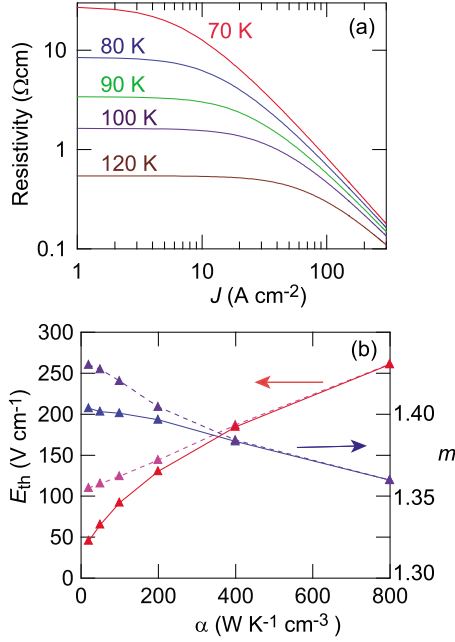 (a)
70 K
80 K
90 K
100 K
120 K
10
1
0.1
Resistivity (Ωcm)
1
10
100
J (A cm-2)
(b)
300
250
200
150
100
50
0
Eth (V cm-1)
1.40
1.35
1.30
m
0
200
400
600
800
α (W K-1 cm-3)